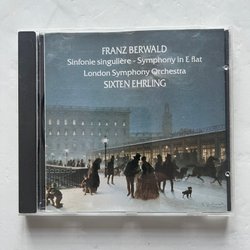 FRANZ BERWALD
Sinfonie singulière - Symphony in E flat
London Symphony Orchestra
SIXTEN EHRLING